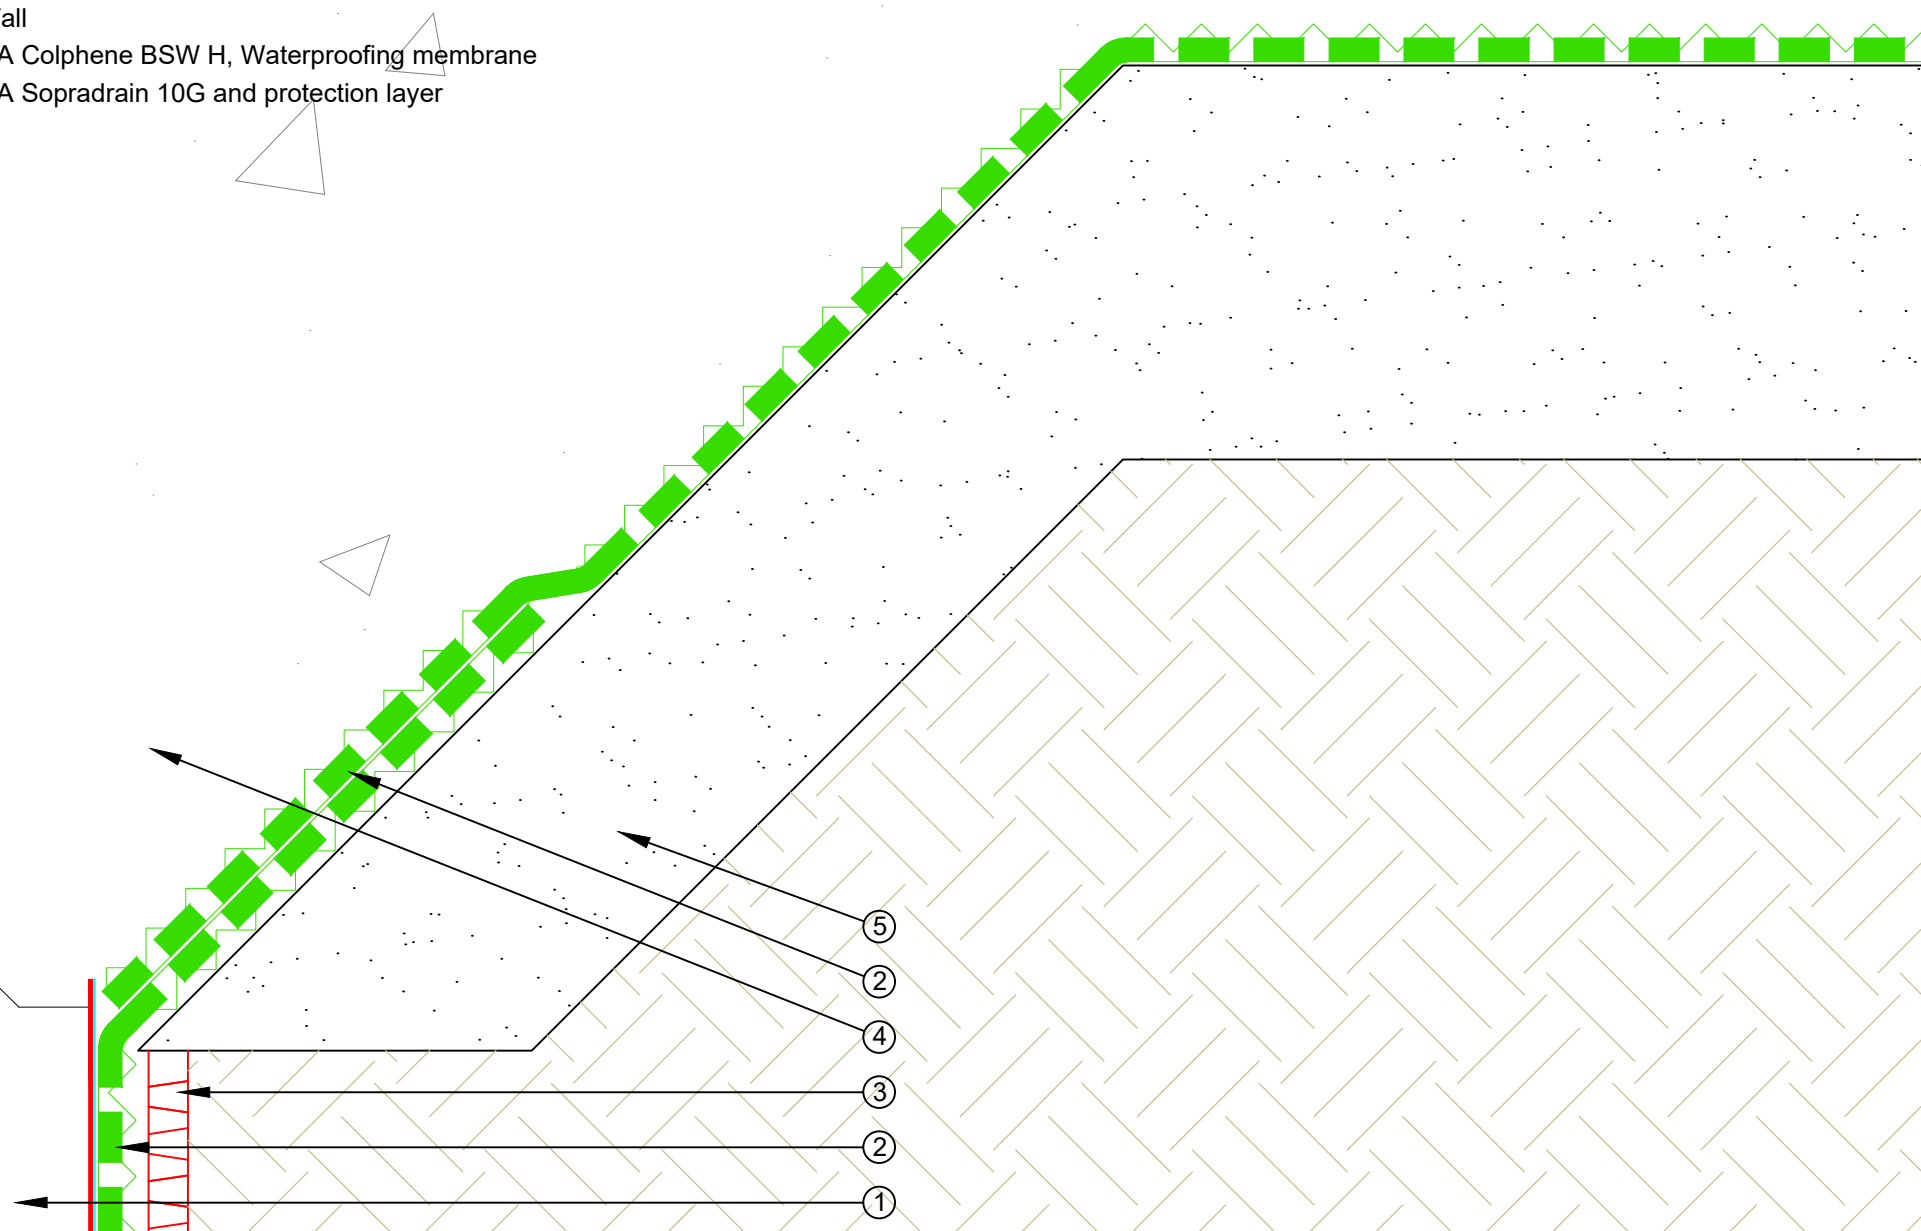 all
A Colphene BSW H, Waterproofing membrane
A Sopradrain 10G and protection layer
5
2
4
3
2
1